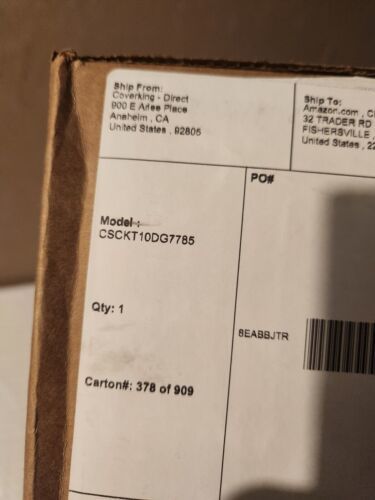 Ship From:
Coverking - Direct
900 E Arlee Place
Anaheim , CA
United States , 92805
Ship To:
Amazon.com , C
32 TRADER RD
FISHERSVILLE ,
United States , 22
PO#
Model :
CSCKT10DG7785
Qty: 1
8EABBJTR
Carton#: 378 of 909